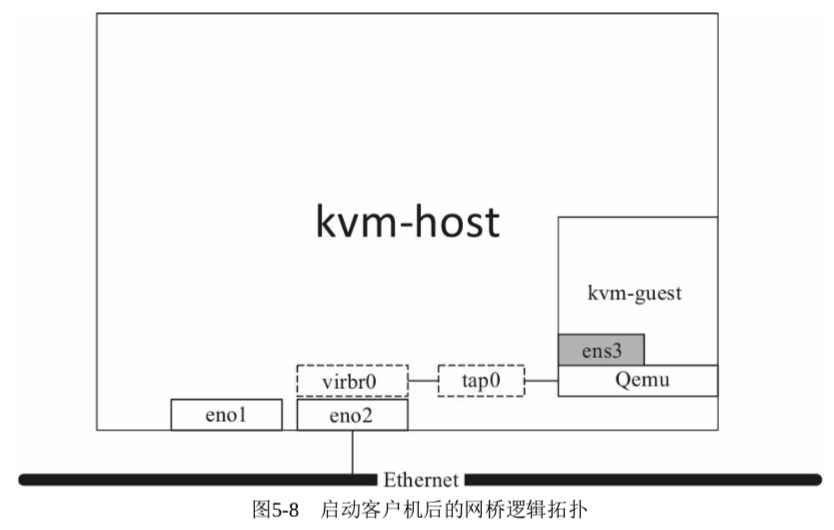 kvm-host
kvm-guest
ens3
virbr0
tap0
Qemu
eno1
eno2
Ethernet
图5-8 启动客户机后的网桥逻辑拓扑